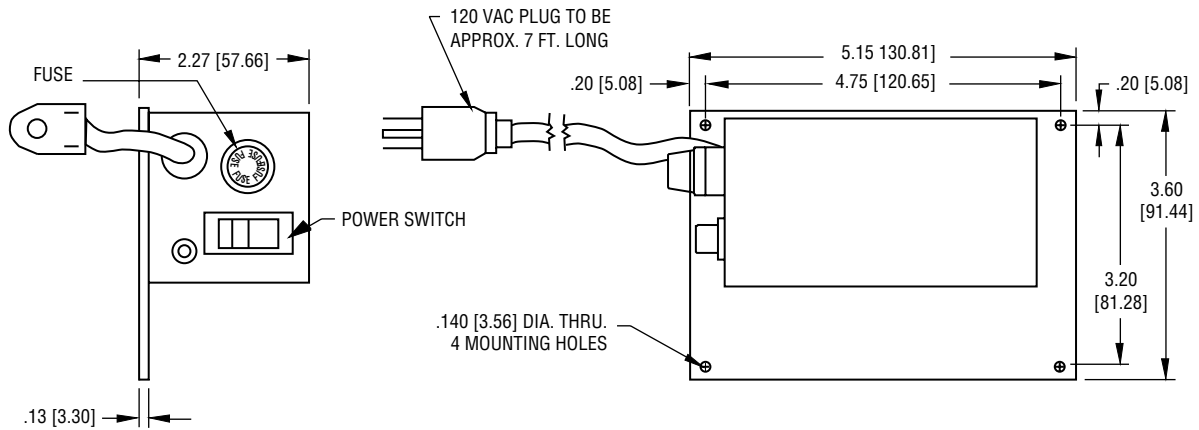 120 VAC PLUG TO BE
APPROX. 7 FT. LONG
2.27 [57.66]
5.15 130.81]
FUSE
.20 [5.08]
4.75 [120.65]
.20 [5.08]
FUSE FUSE FUSE FUSE
3.60
[91.44]
POWER SWITCH
3.20
[81.28]
.140 [3.56] DIA. THRU.
4 MOUNTING HOLES
.13 [3.30]